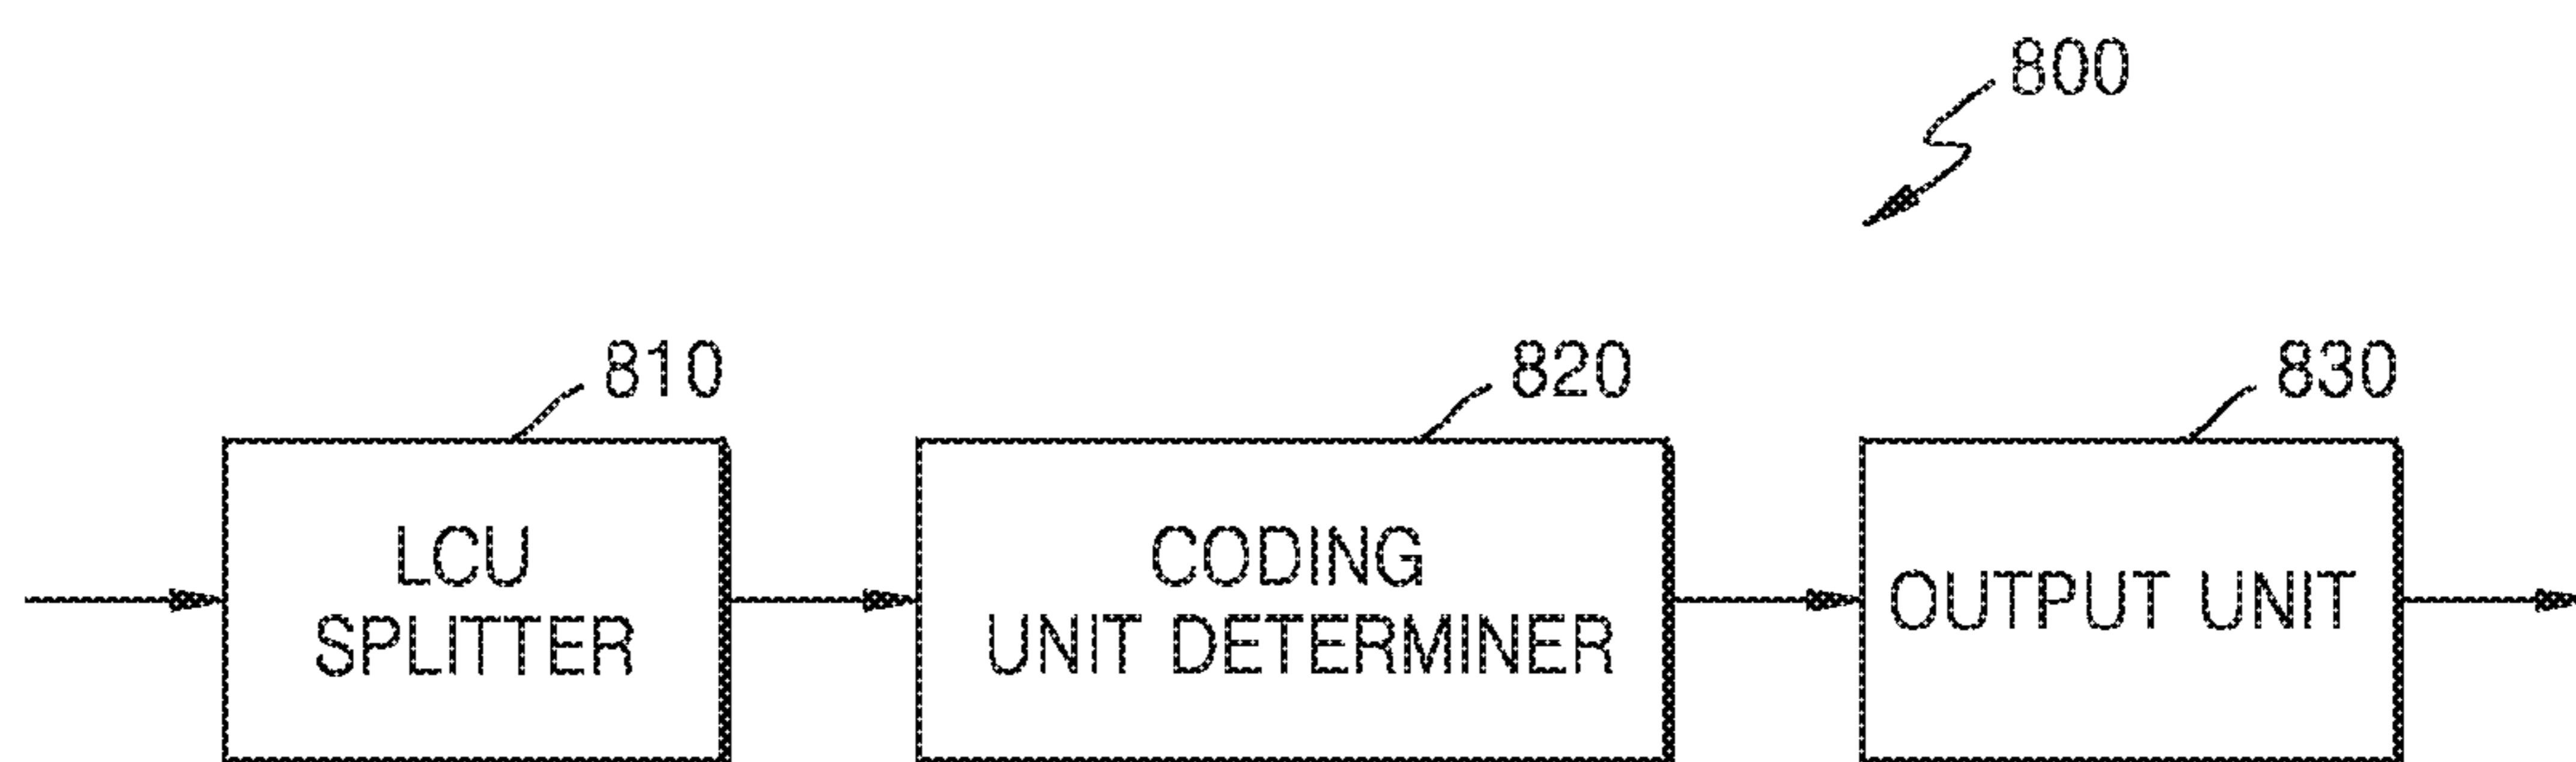 800
810
820
830
LCU
SPLITTER
CODING
UNIT DETERMINER
OUTPUT UNIT